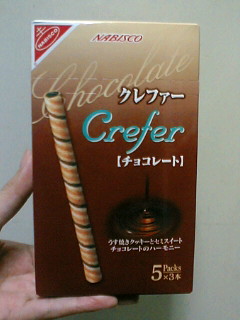 NABISCO
NABISCO
Chocolate
クレファー
Crefer
【チョコレート】
うす焼きクッキーとセミスイート
チョコレートのハーモニー
5 Packs ×3本